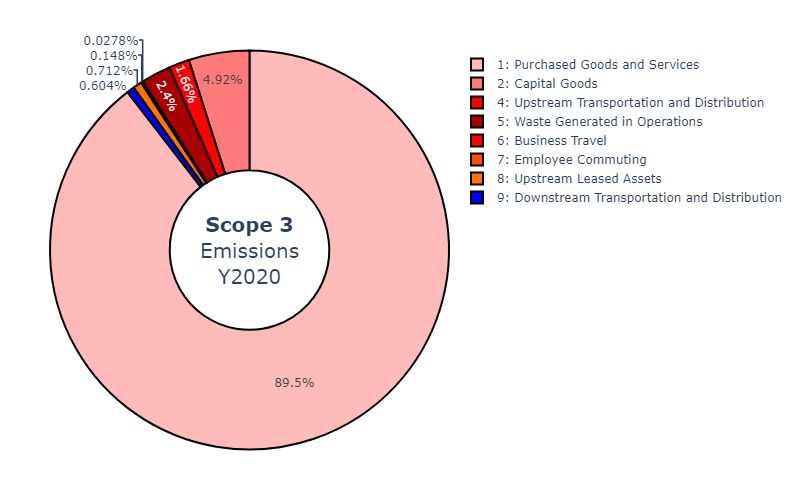 0.0278%
0.148%
0.712%
0.604%
2.4%
1.66%
4.92%
89.5%
Scope 3
Emissions
Y2020
1: Purchased Goods and Services
2: Capital Goods
4: Upstream Transportation and Distribution
5: Waste Generated in Operations
6: Business Travel
7: Employee Commuting
8: Upstream Leased Assets
9: Downstream Transportation and Distribution